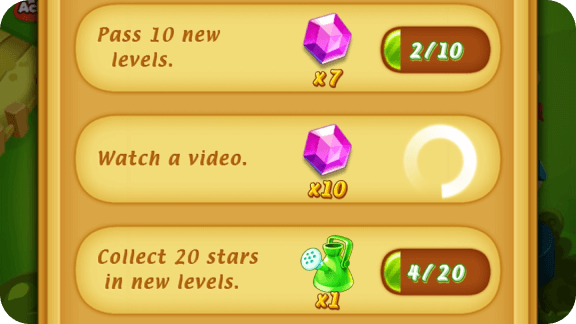 Pass 10 new
levels.
x7
2/10
Watch a video.
x10
Collect 20 stars
in new levels.
x1
4/20